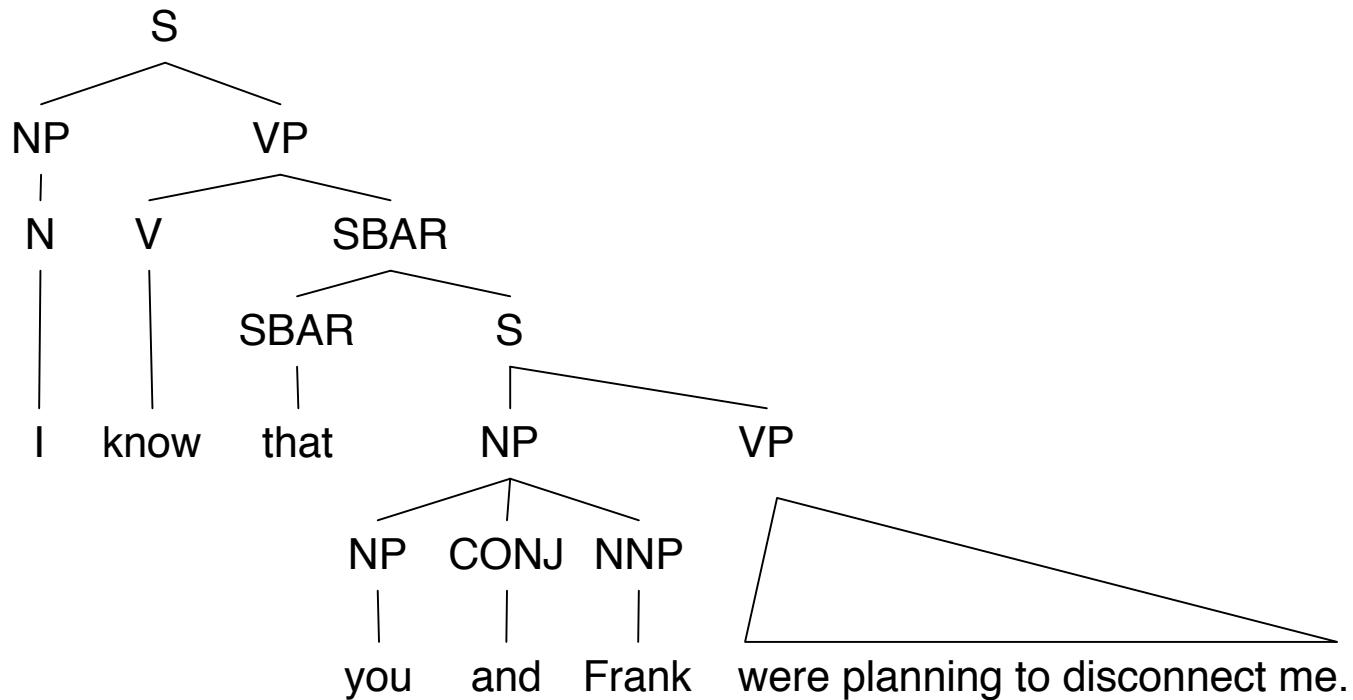 S
NP VP
N V SBAR
SBAR S
I know that NP VP
NP CONJ NNP
you and Frank were planning to disconnect me.